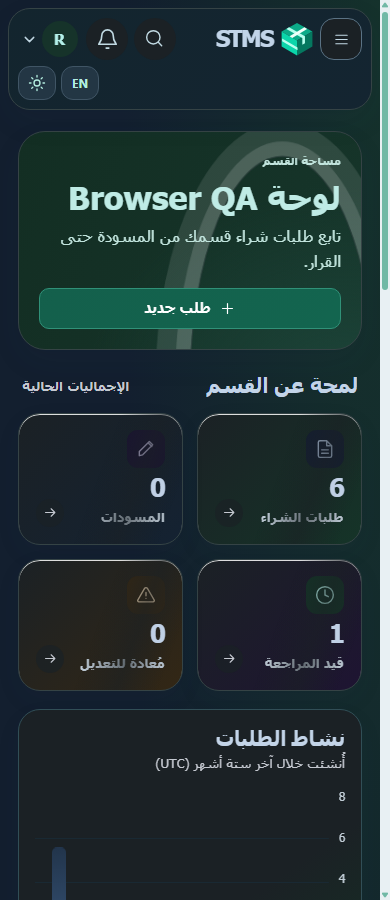 STMS
R
EN
مساحة القسم
لوحة Browser QA
تابع طلبات شراء قسمك من المسودة حتى
القرار.
طلب جديد
لمحة عن القسم
الإجماليات الحالية
6
طلبات الشراء
0
المسودات
1
قيد المراجعة
0
مُعادة للتعديل
نشاط الطلبات
أُنشئت خلال آخر ستة أشهر (UTC)
8
6
4